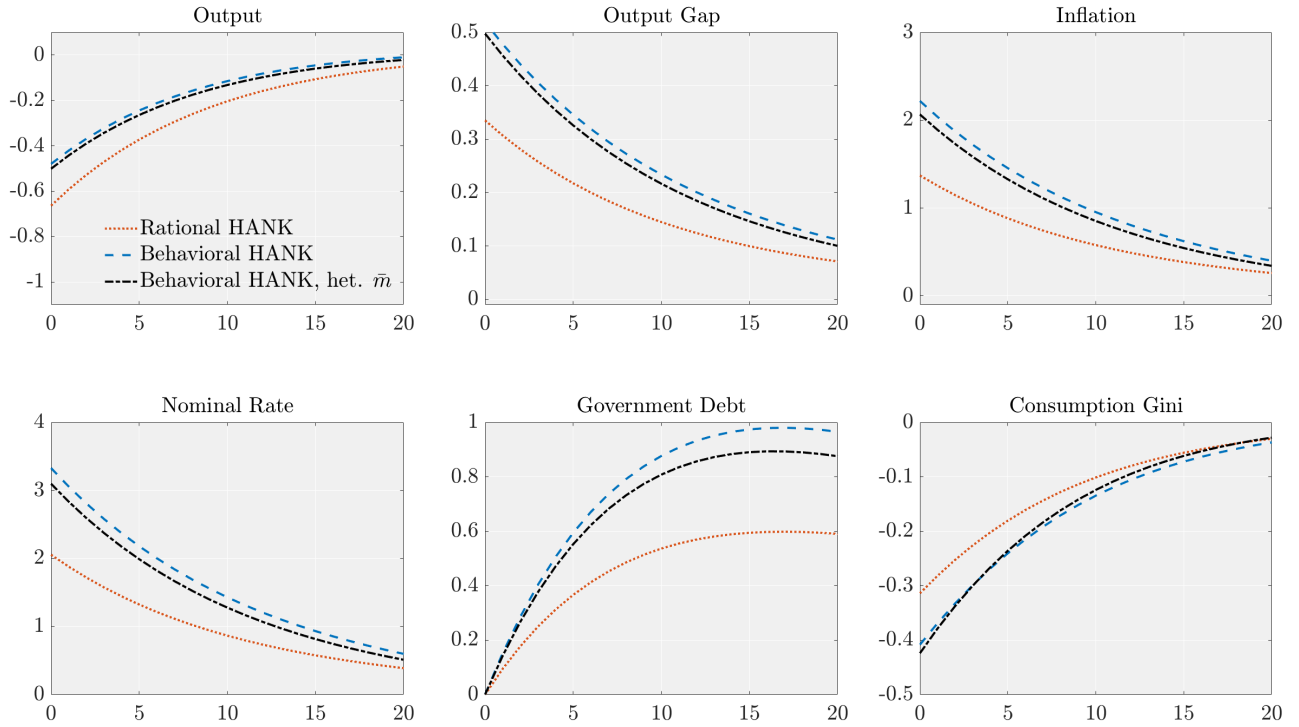 Output
0
-0.2
-0.4
-0.6
-0.8
-1
0 5 10 15 20
Rational HANK
Behavioral HANK
Behavioral HANK, het. m̄
Output Gap
0.5
0.4
0.3
0.2
0.1
0
0 5 10 15 20
Inflation
3
2
1
0
0 5 10 15 20
Nominal Rate
4
3
2
1
0
0 5 10 15 20
Government Debt
1
0.8
0.6
0.4
0.2
0
0 5 10 15 20
Consumption Gini
0
-0.1
-0.2
-0.3
-0.4
-0.5
0 5 10 15 20